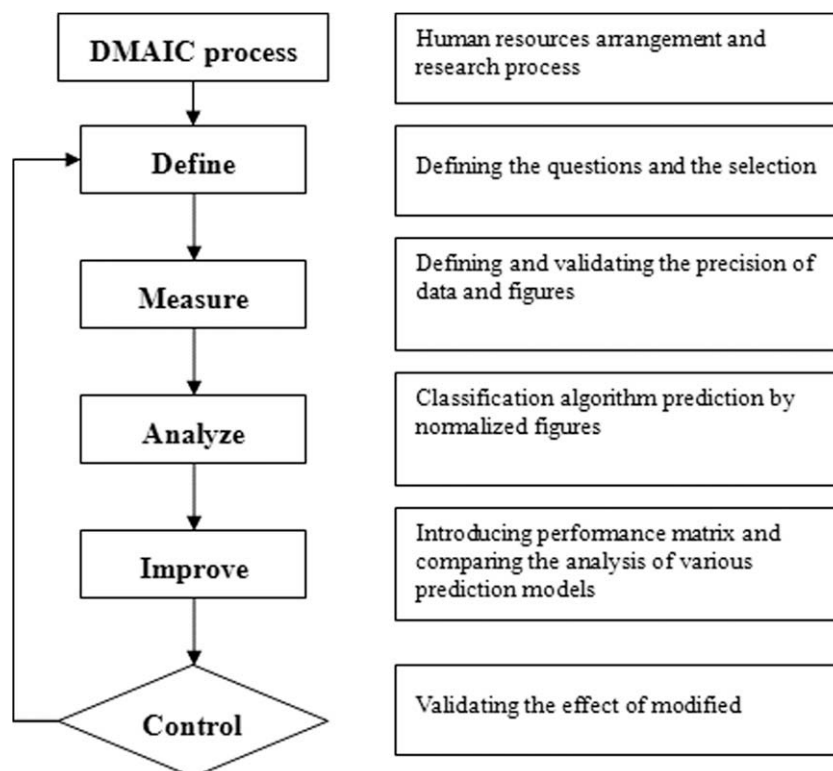 DMAIC process
Human resources arrangement and
research process
Define
Defining the questions and the selection
Measure
Defining and validating the precision of
data and figures
Analyze
Classification algorithm prediction by
normalized figures
Improve
Introducing performance matrix and
comparing the analysis of various
prediction models
Control
Validating the effect of modified